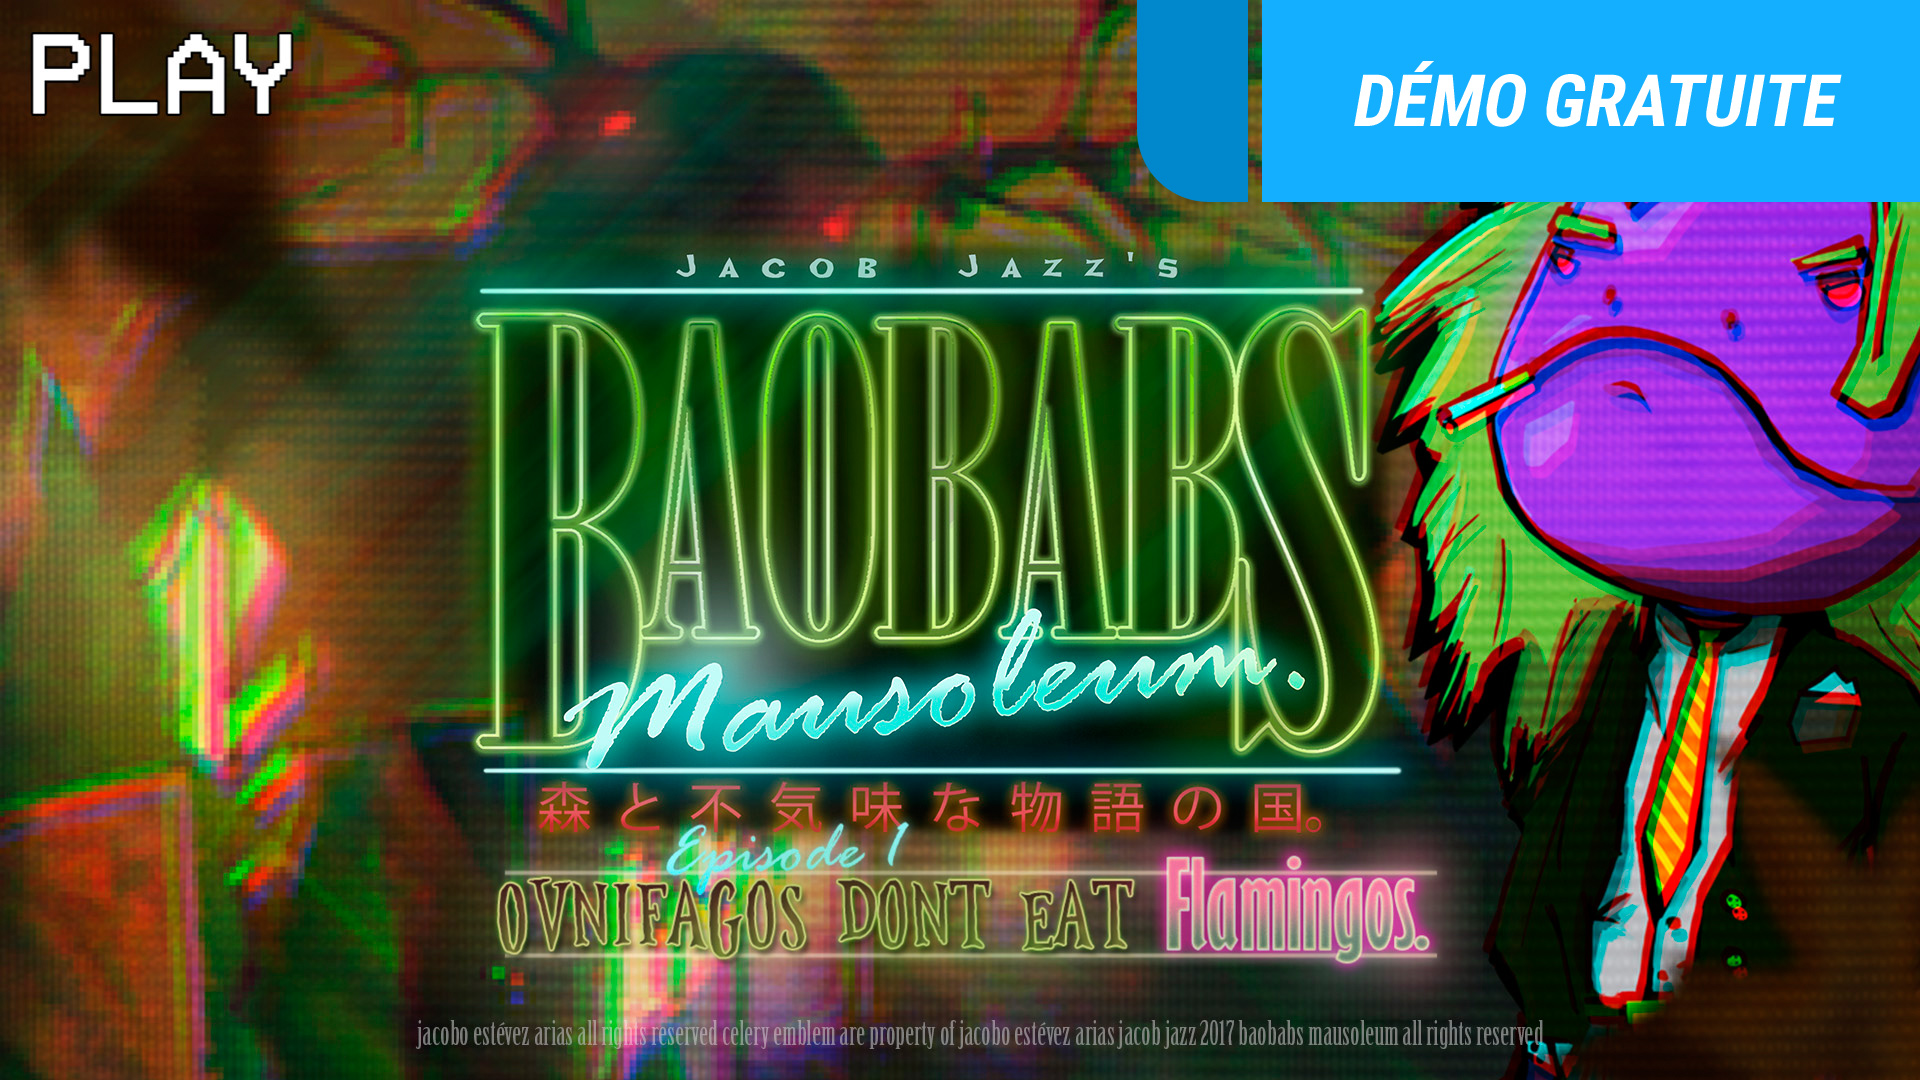 PLAY
DÉMO GRATUITE
JACOB JAZZ'S
BAOBABS
Mausoleum.
森と不気味な物語の国。
Episode 1
OVNIFAGOS DONT EAT Flamingos.
jacobo estévez arias all rights reserved celery emblem are property of jacobo estévez arias jacob jazz 2017 baobabs mausoleum all rights reserved